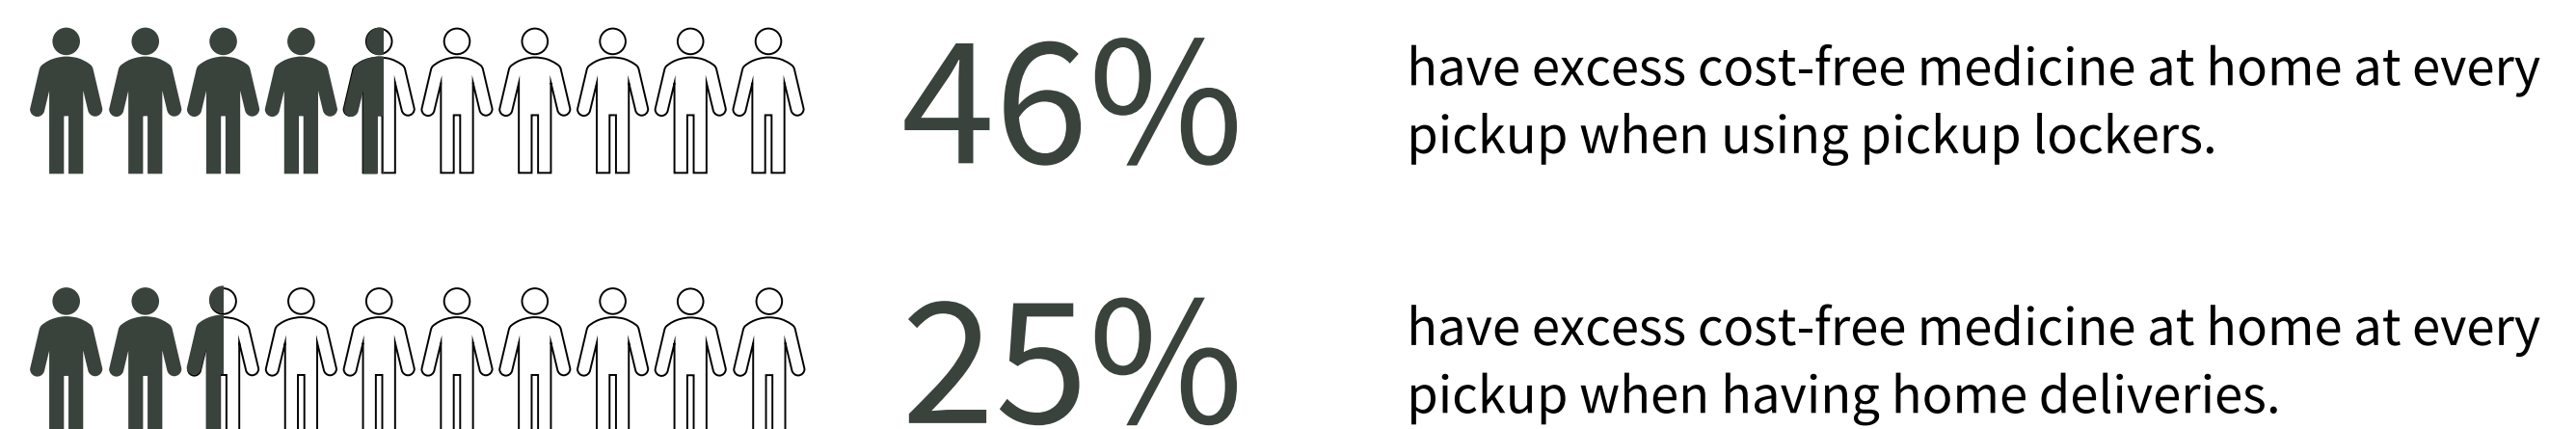 46%
have excess cost-free medicine at home at every
pickup when using pickup lockers.
25%
have excess cost-free medicine at home at every
pickup when having home deliveries.